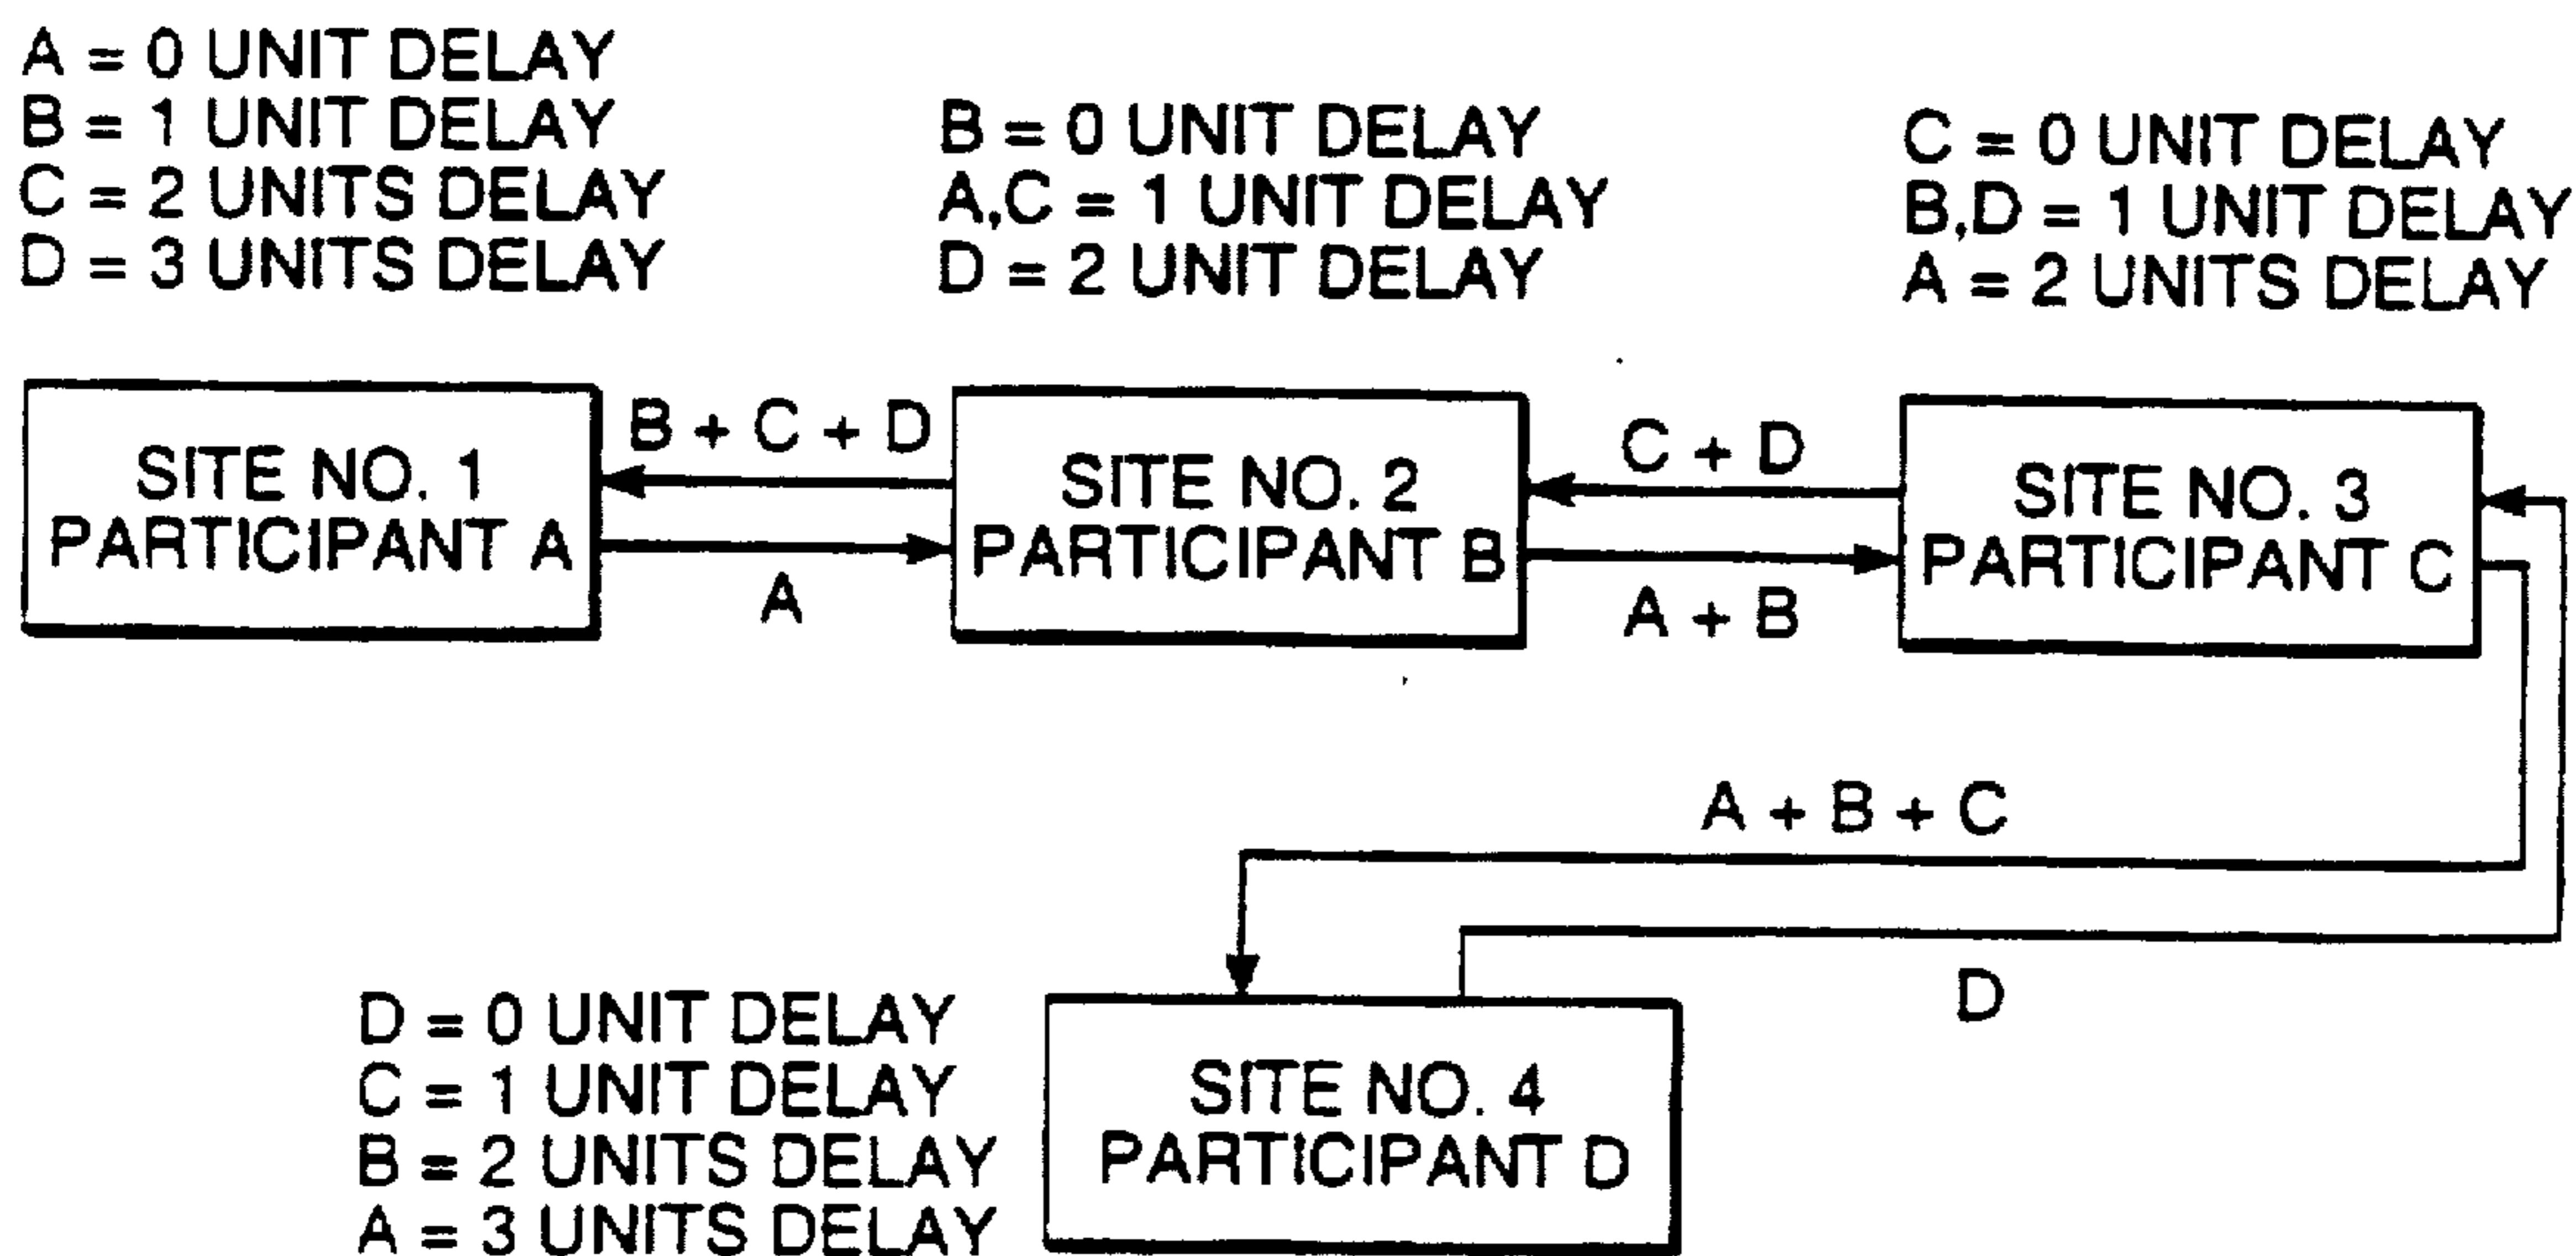 A = 0 UNIT DELAY
B = 1 UNIT DELAY
C = 2 UNITS DELAY
D = 3 UNITS DELAY
B = 0 UNIT DELAY
A,C = 1 UNIT DELAY
D = 2 UNIT DELAY
C = 0 UNIT DELAY
B,D = 1 UNIT DELAY
A = 2 UNITS DELAY
SITE NO. 1
PARTICIPANT A
B + C + D
A
SITE NO. 2
PARTICIPANT B
C + D
A + B
SITE NO. 3
PARTICIPANT C
A + B + C
D
D = 0 UNIT DELAY
C = 1 UNIT DELAY
B = 2 UNITS DELAY
A = 3 UNITS DELAY
SITE NO. 4
PARTICIPANT D